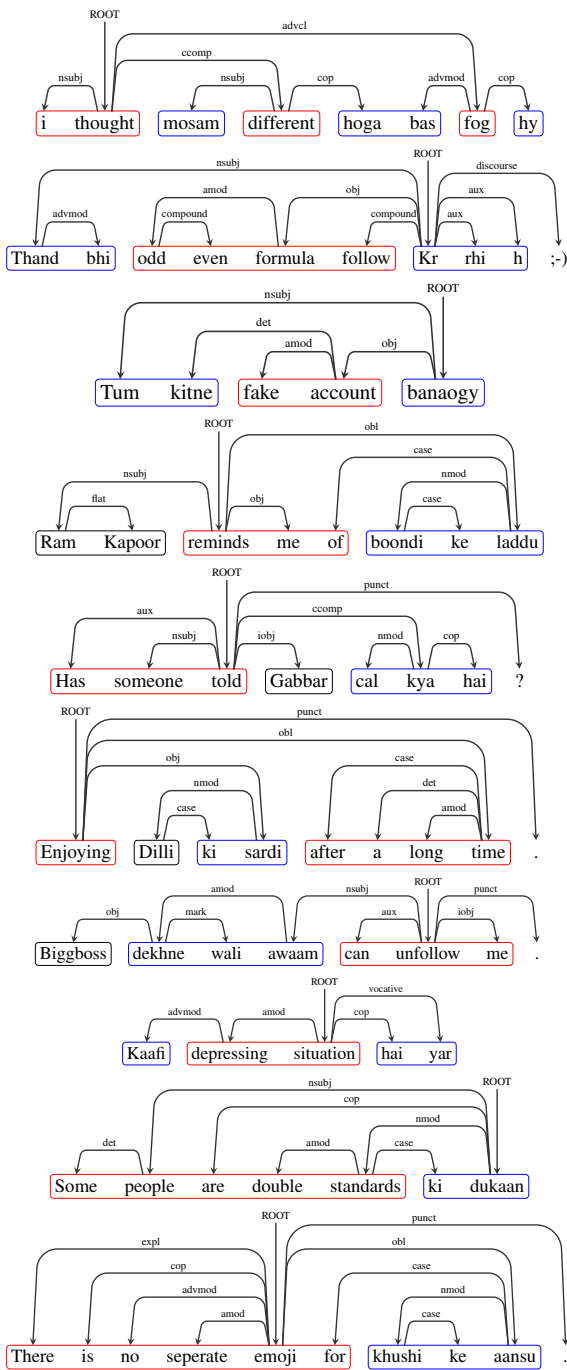 ROOT
advcl
ccomp
nsubj nsubj cop advmod cop
i thought mosam different hoga bas fog hy
ROOT
nsubj discourse
amod obj aux
advmod compound compound aux
Thand bhi odd even formula follow Kr rhi h ;-)
ROOT
nsubj
det
amod obj
Tum kitne fake account banaogy
ROOT
obl
case
nsubj nmod
flat obj case
Ram Kapoor reminds me of boondi ke laddu
ROOT
punct
aux ccomp
nsubj iobj nmod cop
Has someone told Gabbar cal kya hai ?
ROOT
punct
obl
obj case
nmod det
case amod
Enjoying Dilli ki sardi after a long time .
ROOT
amod nsubj punct
obj mark aux iobj
Biggboss dekhne wali awaam can unfollow me .
ROOT
vocative
advmod amod cop
Kaafi depressing situation hai yar
ROOT
nsubj
cop
nmod
det amod case
Some people are double standards ki dukaan
ROOT
punct
expl obl
cop case
advmod nmod
amod case
There is no seperate emoji for khushi ke aansu .